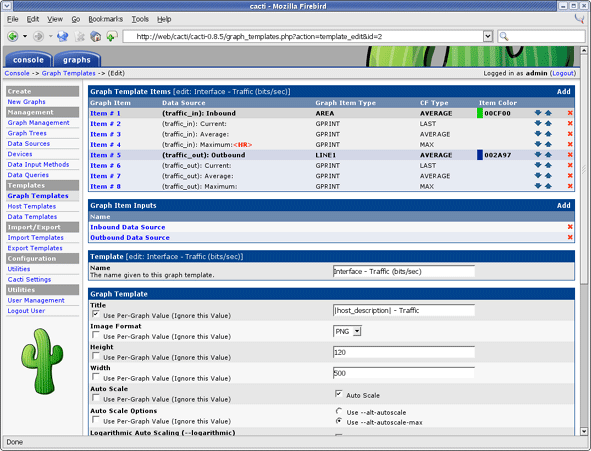 cacti - Mozilla Firebird
File Edit View Go Bookmarks Tools Help
http://web/cacti/cacti-0.8.5/graph_templates.php?action=template_edit&id=2
console graphs
Console -> Graph Templates -> (Edit) Logged in as admin (Logout)
Create
New Graphs
Management
Graph Management
Graph Trees
Data Sources
Devices
Data Input Methods
Data Queries
Templates
Graph Templates
Host Templates
Data Templates
Import/Export
Import Templates
Export Templates
Configuration
Utilities
Cacti Settings
Utilities
User Management
Logout User
Graph Template Items [edit: Interface - Traffic (bits/sec)] Add
Graph Item Data Source Graph Item Type CF Type Item Color
Item # 1 (traffic_in): Inbound AREA AVERAGE 00CF00
Item # 2 (traffic_in): Current: GPRINT LAST
Item # 3 (traffic_in): Average: GPRINT AVERAGE
Item # 4 (traffic_in): Maximum:<HR> GPRINT MAX
Item # 5 (traffic_out): Outbound LINE1 AVERAGE 002A97
Item # 6 (traffic_out): Current: GPRINT LAST
Item # 7 (traffic_out): Average: GPRINT AVERAGE
Item # 8 (traffic_out): Maximum: GPRINT MAX
Graph Item Inputs Add
Name
Inbound Data Source
Outbound Data Source
Template [edit: Interface - Traffic (bits/sec)]
Name
The name given to this graph template.
Interface - Traffic (bits/sec)
Graph Template
Title
Use Per-Graph Value (Ignore this Value)
|host_description| - Traffic
Image Format
Use Per-Graph Value (Ignore this Value)
PNG
Height
Use Per-Graph Value (Ignore this Value)
120
Width
Use Per-Graph Value (Ignore this Value)
500
Auto Scale
Use Per-Graph Value (Ignore this Value)
Auto Scale
Auto Scale Options
Use Per-Graph Value (Ignore this Value)
Use --alt-autoscale
Use --alt-autoscale-max
Logarithmic Auto Scaling (--logarithmic)
Done